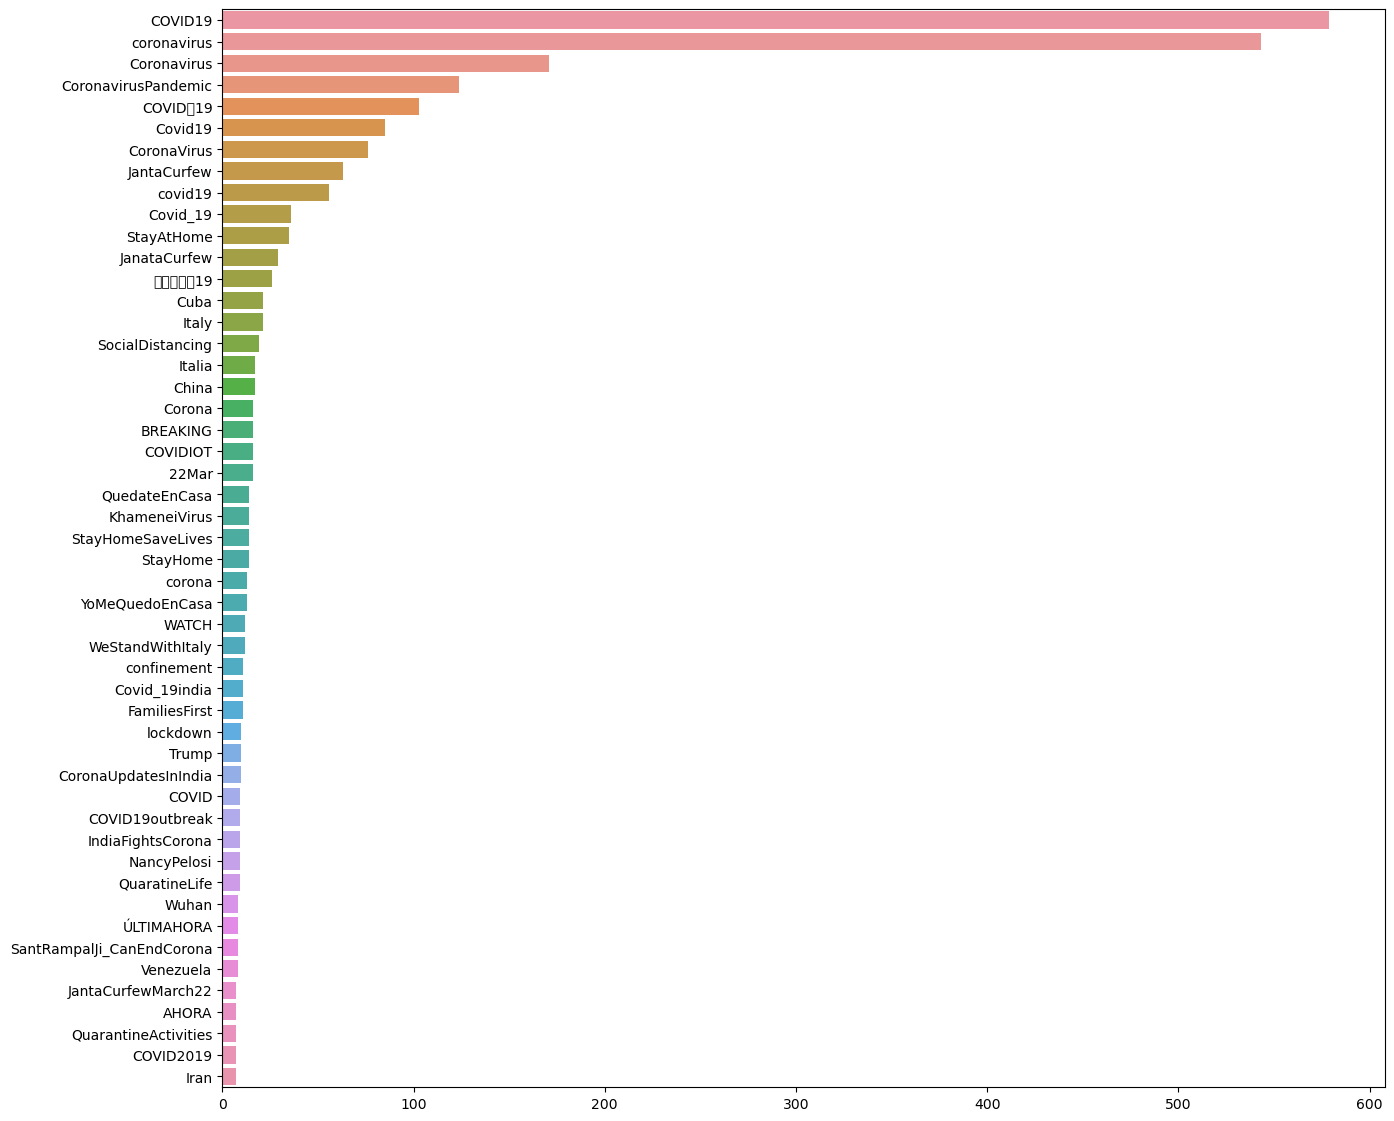 COVID19
coronavirus
Coronavirus
CoronavirusPandemic
COVID19
Covid19
CoronaVirus
JantaCurfew
covid19
Covid_19
StayAtHome
JanataCurfew
19
Cuba
Italy
SocialDistancing
Italia
China
Corona
BREAKING
COVIDIOT
22Mar
QuedateEnCasa
KhameneiVirus
StayHomeSaveLives
StayHome
corona
YoMeQuedoEnCasa
WATCH
WeStandWithItaly
confinement
Covid_19india
FamiliesFirst
lockdown
Trump
CoronaUpdatesInIndia
COVID
COVID19outbreak
IndiaFightsCorona
NancyPelosi
QuaratineLife
Wuhan
ÚLTIMAHORA
SantRampalJi_CanEndCorona
Venezuela
JantaCurfewMarch22
AHORA
QuarantineActivities
COVID2019
Iran
0 100 200 300 400 500 600